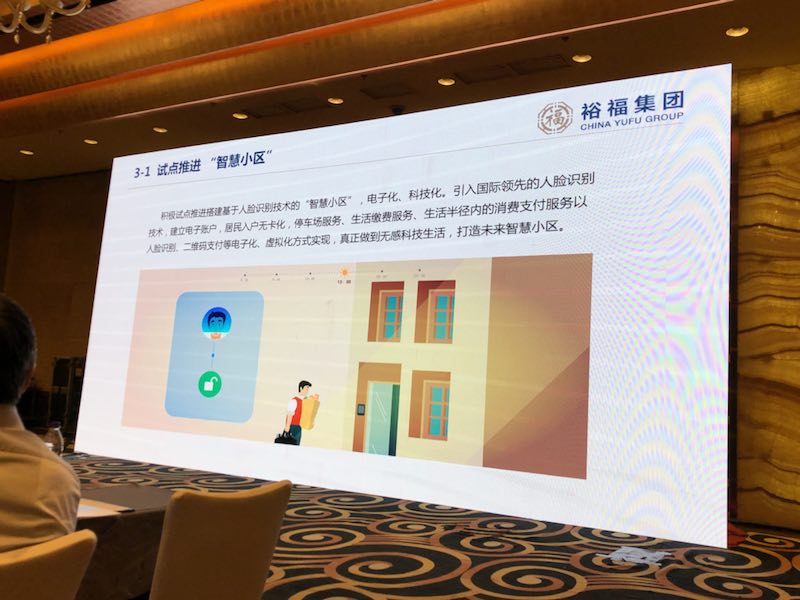 福
裕福集团
CHINA YUFU GROUP
3-1 试点推进 “智慧小区”
积极试点推进搭建基于人脸识别技术的“智慧小区”，电子化、科技化。引入国际领先的人脸识别
技术，建立电子账户，居民入户无卡化，停车场服务、生活缴费服务、生活半径内的消费支付服务以
人脸识别、二维码支付等电子化、虚拟化方式实现，真正做到无感科技生活，打造未来智慧小区。